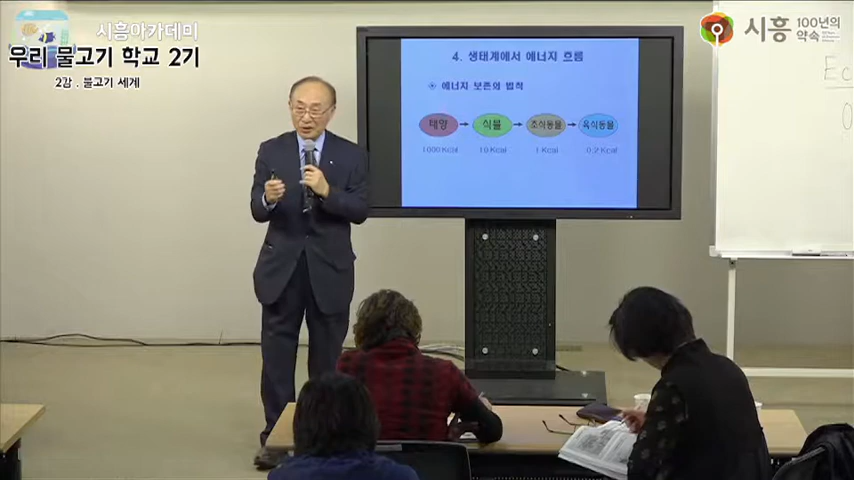 시흥아카데미
우리 물고기 학교 2기
2강 . 물고기 세계
시흥 100년의 약속
4. 생태계에서 에너지 흐름
에너지 보존의 법칙
태양 식물 초식동물 육식동물
1000 Kcal 10 Kcal 1 Kcal 0.2 Kcal